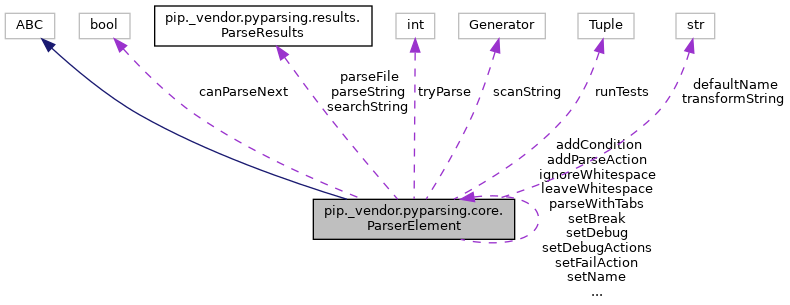 ABC
bool
pip._vendor.pyparsing.results.
ParseResults
int
Generator
Tuple
str
canParseNext
parseFile
parseString
searchString
tryParse
scanString
runTests
defaultName
transformString
addCondition
addParseAction
ignoreWhitespace
leaveWhitespace
parseWithTabs
setBreak
setDebug
setDebugActions
setFailAction
setName
...
pip._vendor.pyparsing.core.
ParserElement